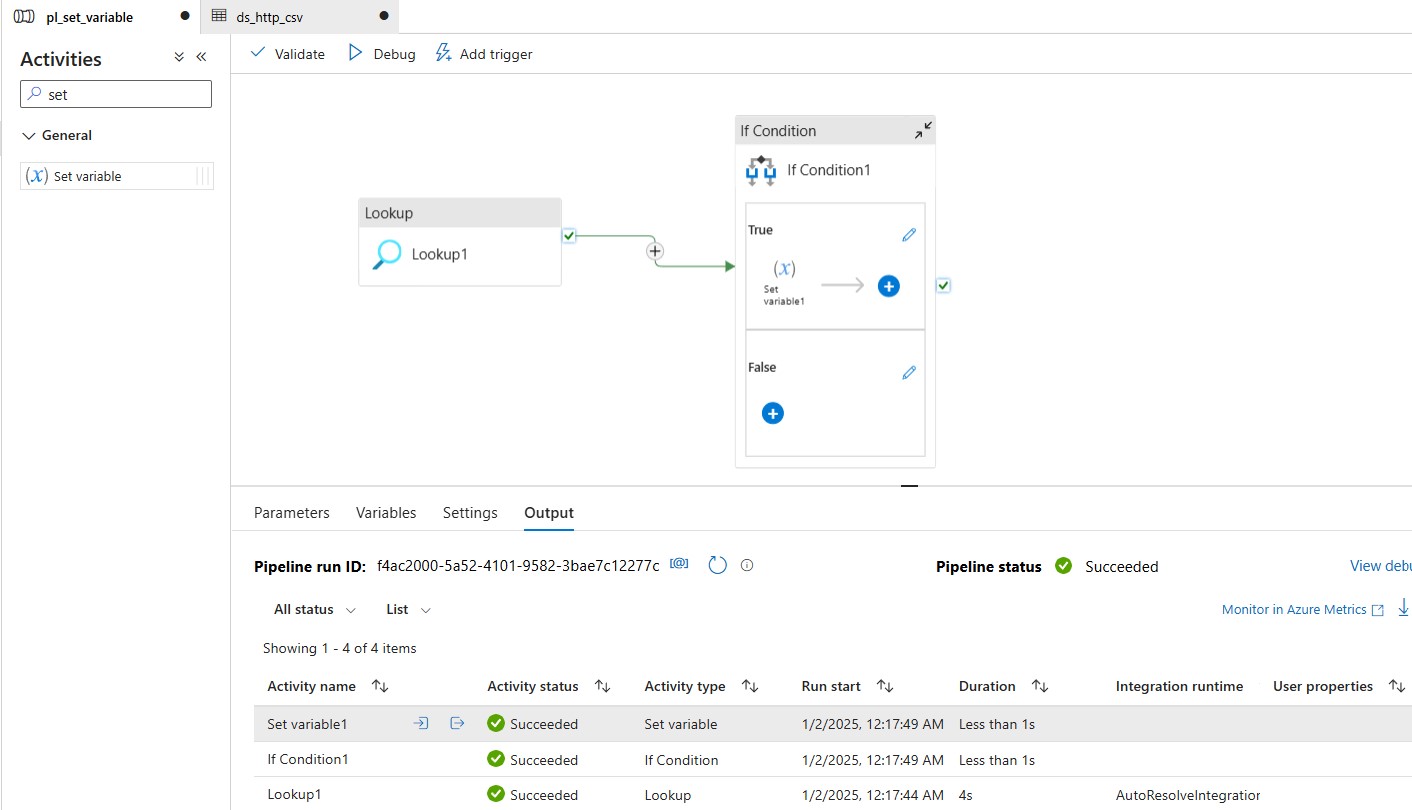 pl_set_variable
ds_http_csv
Activities
set
General
(x) Set variable
Validate
Debug
Add trigger
Lookup
Lookup1
If Condition
If Condition1
True
(x)
Set
variable1
False
Parameters
Variables
Settings
Output
Pipeline run ID: f4ac2000-5a52-4101-9582-3bae7c12277c [@]
Pipeline status Succeeded
View debu
All status
List
Monitor in Azure Metrics
Showing 1 - 4 of 4 items
Activity name Activity status Activity type Run start Duration Integration runtime User properties
Set variable1 Succeeded Set variable 1/2/2025, 12:17:49 AM Less than 1s
If Condition1 Succeeded If Condition 1/2/2025, 12:17:49 AM Less than 1s
Lookup1 Succeeded Lookup 1/2/2025, 12:17:44 AM 4s AutoResolveIntegration